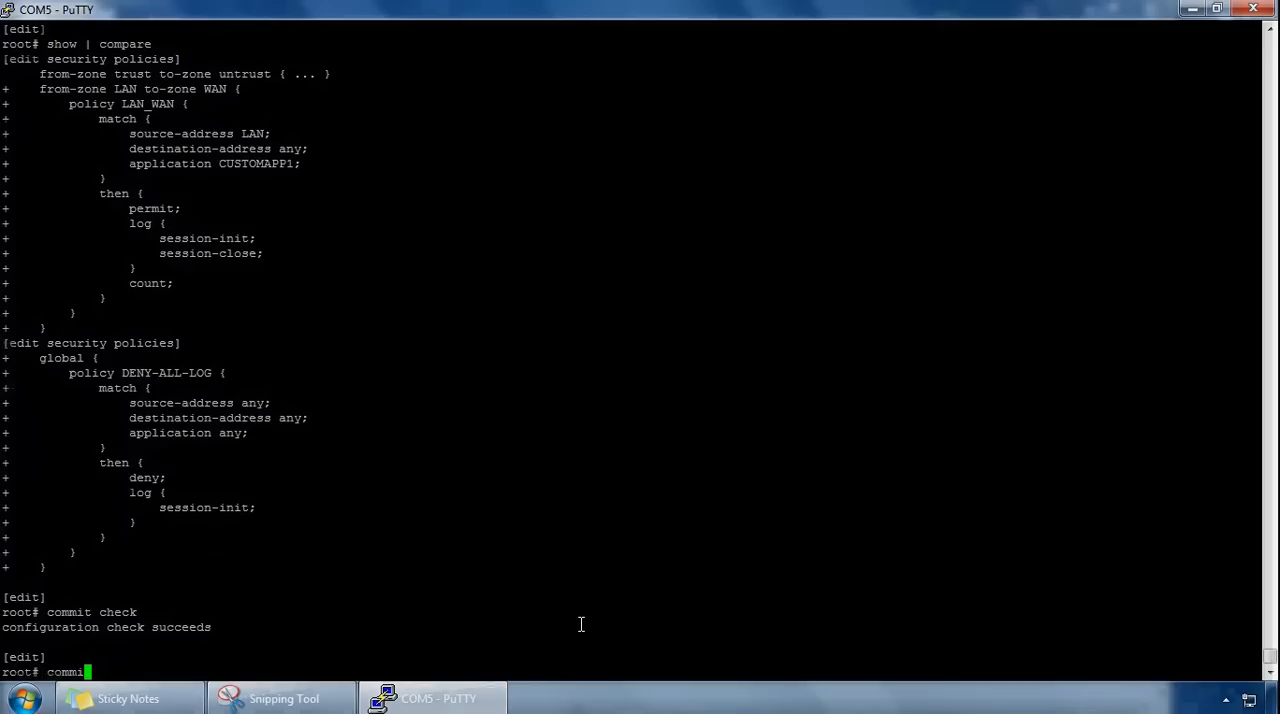 COM5 - PuTTY
[edit]
root# show | compare
[edit security policies]
     from-zone trust to-zone untrust { ... }
+    from-zone LAN to-zone WAN {
+        policy LAN_WAN {
+            match {
+                source-address LAN;
+                destination-address any;
+                application CUSTOMAPP1;
+            }
+            then {
+                permit;
+                log {
+                    session-init;
+                    session-close;
+                }
+                count;
+            }
+        }
+    }
[edit security policies]
+    global {
+        policy DENY-ALL-LOG {
+            match {
+                source-address any;
+                destination-address any;
+                application any;
+            }
+            then {
+                deny;
+                log {
+                    session-init;
+                }
+            }
+        }
+    }
[edit]
root# commit check
configuration check succeeds
[edit]
root# commi
Sticky Notes
Snipping Tool
COM5 - PuTTY